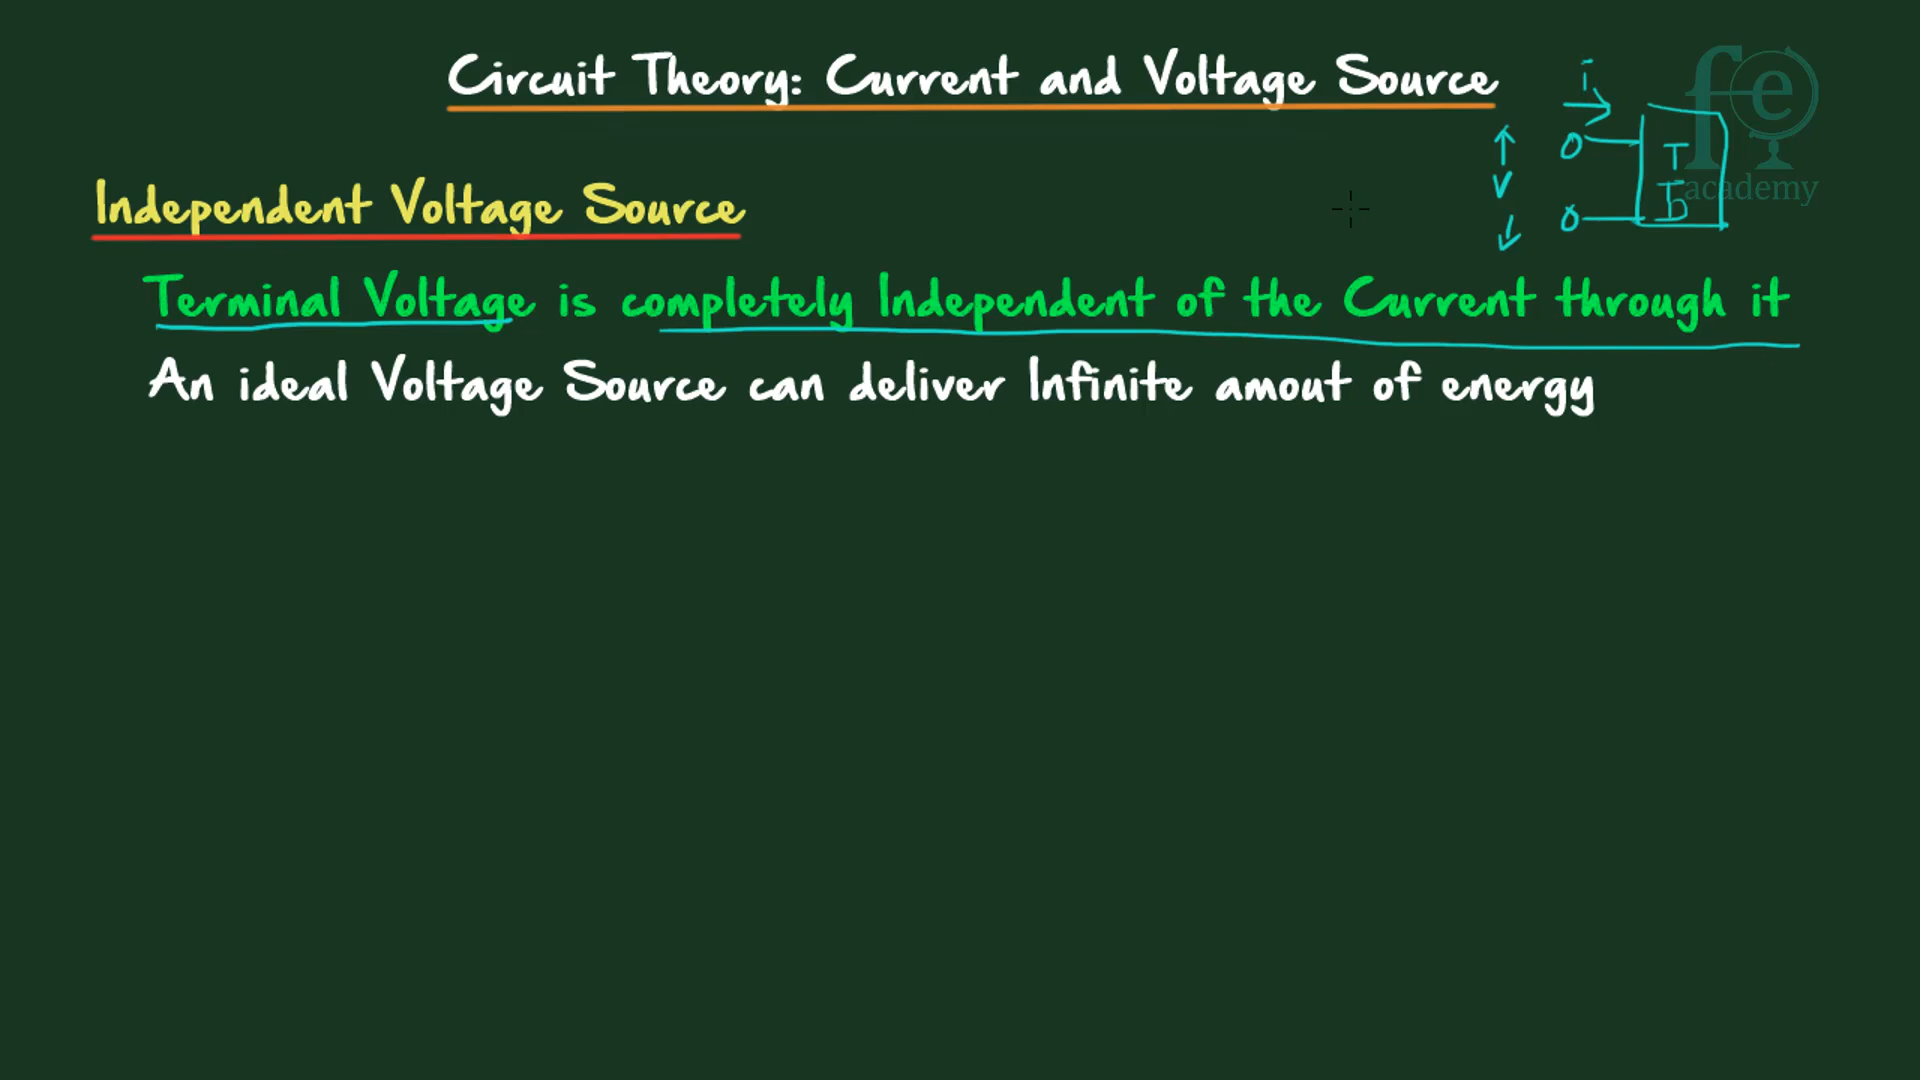 Circuit Theory: Current and Voltage Source
i
fe
academy
V
T
Independent Voltage Source
Terminal Voltage is completely Independent of the Current through it
An ideal Voltage Source can deliver Infinite amout of energy